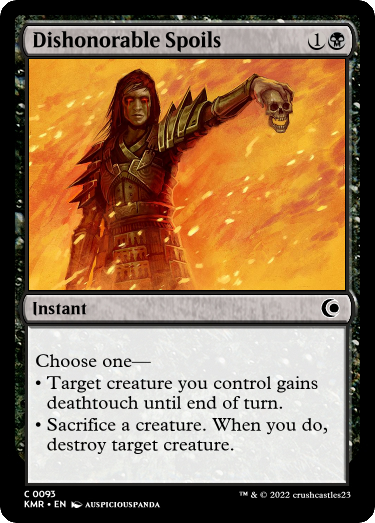 Dishonorable Spoils 1
Instant
Choose one—
• Target creature you control gains
deathtouch until end of turn.
• Sacrifice a creature. When you do,
destroy target creature.
C 0093
KMR • EN AUSPICIOUSPANDA
™ & © 2022 crushcastles23